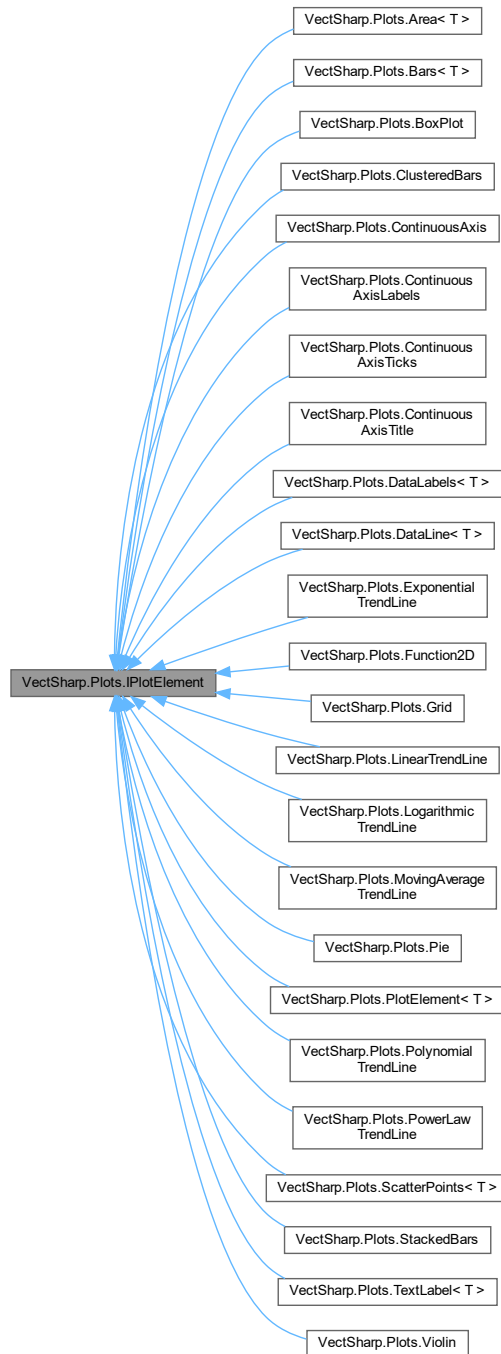 VectSharp.Plots.Area< T >
VectSharp.Plots.Bars< T >
VectSharp.Plots.BoxPlot
VectSharp.Plots.ClusteredBars
VectSharp.Plots.ContinuousAxis
VectSharp.Plots.Continuous
AxisLabels
VectSharp.Plots.Continuous
AxisTicks
VectSharp.Plots.Continuous
AxisTitle
VectSharp.Plots.DataLabels< T >
VectSharp.Plots.DataLine< T >
VectSharp.Plots.Exponential
TrendLine
VectSharp.Plots.Function2D
VectSharp.Plots.IPlotElement
VectSharp.Plots.Grid
VectSharp.Plots.LinearTrendLine
VectSharp.Plots.Logarithmic
TrendLine
VectSharp.Plots.MovingAverage
TrendLine
VectSharp.Plots.Pie
VectSharp.Plots.PlotElement< T >
VectSharp.Plots.Polynomial
TrendLine
VectSharp.Plots.PowerLaw
TrendLine
VectSharp.Plots.ScatterPoints< T >
VectSharp.Plots.StackedBars
VectSharp.Plots.TextLabel< T >
VectSharp.Plots.Violin